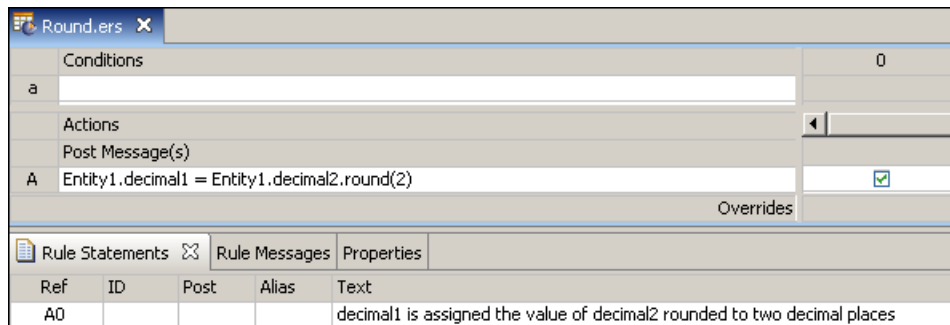 Round.ers
Conditions 0
a
Actions
Post Message(s)
A Entity1.decimal1 = Entity1.decimal2.round(2)
Overrides
Rule Statements Rule Messages Properties
Ref ID Post Alias Text
A0 decimal1 is assigned the value of decimal2 rounded to two decimal places